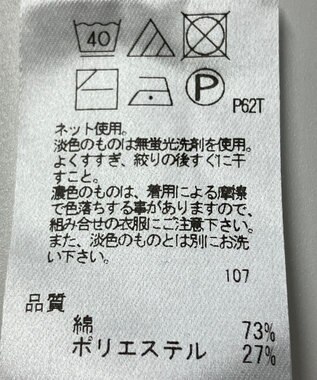 40
P P62T
ネット使用。
淡色のものは無蛍光洗剤を使用。
よくすすぎ、絞りの後すぐに干
すこと。
濃色のものは、着用による摩擦
で色落ちする事がありますので、
組み合せの衣服にご注意下さい。
また、淡色のものとは別にお洗
い下さい。
107
品質
綿 73%
ポリエステル 27%